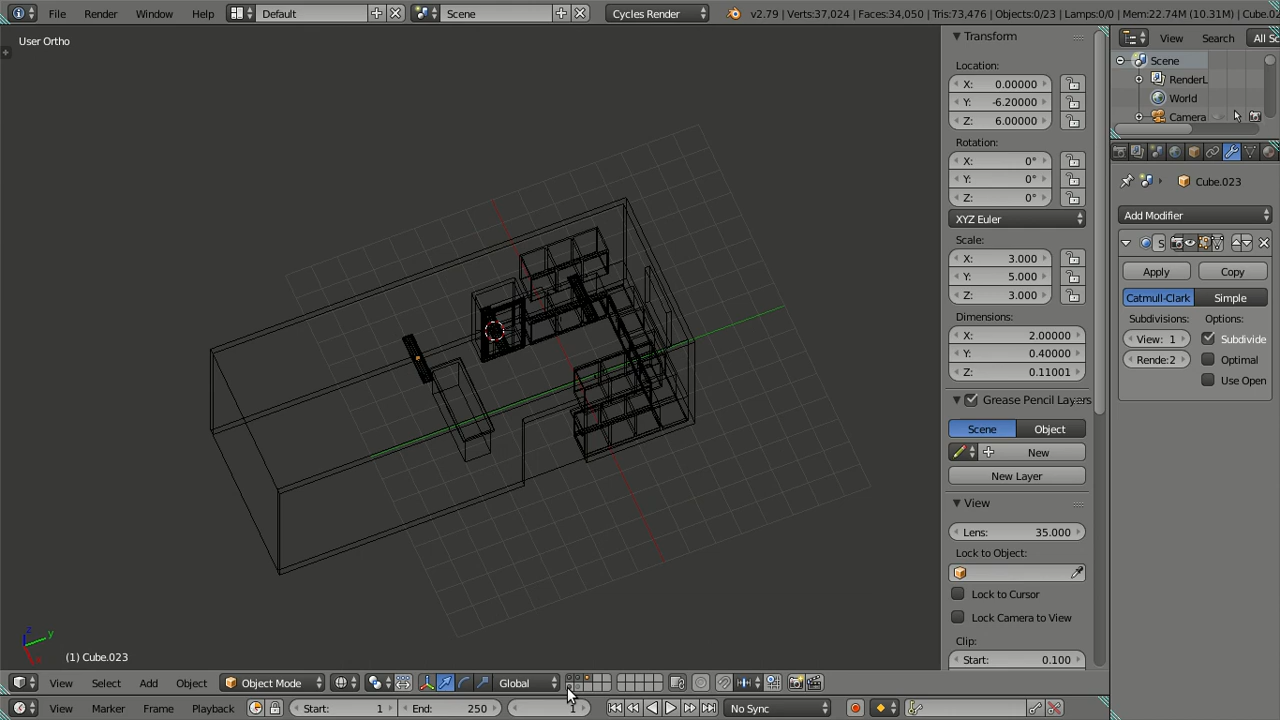 File Render Window Help Default Scene Cycles Render v2.79 | Verts:37,024 | Faces:34,050 | Tris:73,476 | Objects:0/23 | Lamps:0/0 | Mem:22.74M (10.31M) | Cube.02
User Ortho
Transform
Location:
X: 0.00000
Y: -6.20000
Z: 6.00000
Rotation:
X: 0°
Y: 0°
Z: 0°
XYZ Euler
Scale:
X: 3.000
Y: 5.000
Z: 3.000
Dimensions:
X: 2.00000
Y: 0.40000
Z: 0.11001
Grease Pencil Layers
Scene Object
New
New Layer
View
Lens: 35.000
Lock to Object:
Lock to Cursor
Lock Camera to View
Clip:
Start: 0.100
View Search All Sc
Scene
RenderL
World
Camera
Cube.023
Add Modifier
S
Apply Copy
Catmull-Clark Simple
Subdivisions: Options:
View: 1 Subdivide
Rende:2 Optimal
Use Open
z y x
(1) Cube.023
View Select Add Object Object Mode Global
View Marker Frame Playback Start: 1 End: 250 1 No Sync